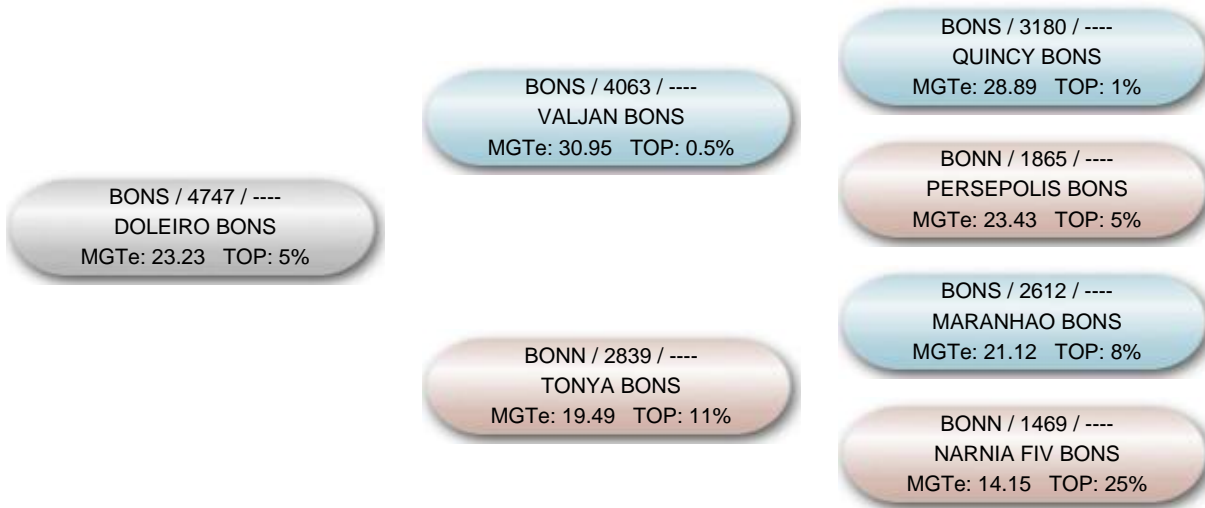 BONS / 4747 / ----
DOLEIRO BONS
MGTe: 23.23 TOP: 5%
BONS / 4063 / ----
VALJAN BONS
MGTe: 30.95 TOP: 0.5%
BONN / 2839 / ----
TONYA BONS
MGTe: 19.49 TOP: 11%
BONS / 3180 / ----
QUINCY BONS
MGTe: 28.89 TOP: 1%
BONN / 1865 / ----
PERSEPOLIS BONS
MGTe: 23.43 TOP: 5%
BONS / 2612 / ----
MARANHAO BONS
MGTe: 21.12 TOP: 8%
BONN / 1469 / ----
NARNIA FIV BONS
MGTe: 14.15 TOP: 25%